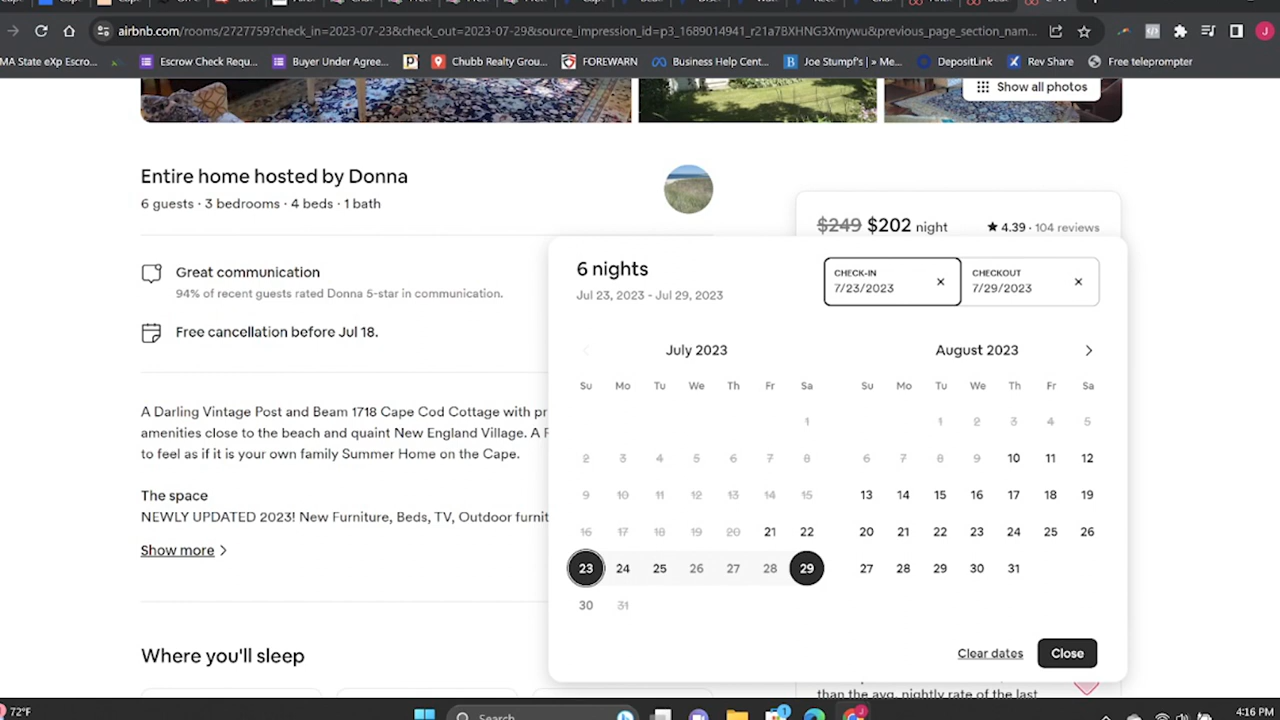 airbnb.com/rooms/2727759?check_in=2023-07-23&check_out=2023-07-29&source_impression_id=p3_1689014941_r21a7BXHNG3Xmywu&previous_page_section_nam...
MA State eXp Escro... Escrow Check Requ... Buyer Under Agree... Chubb Realty Grou... FOREWARN Business Help Cent... Joe Stumpf's | » Me... DepositLink Rev Share Free teleprompter
Show all photos
Entire home hosted by Donna
6 guests · 3 bedrooms · 4 beds · 1 bath
$249 $202 night ★ 4.39 · 104 reviews
Great communication
94% of recent guests rated Donna 5-star in communication.
Free cancellation before Jul 18.
A Darling Vintage Post and Beam 1718 Cape Cod Cottage with pr
amenities close to the beach and quaint New England Village. A F
to feel as if it is your own family Summer Home on the Cape.
The space
NEWLY UPDATED 2023! New Furniture, Beds, TV, Outdoor furnit
Show more
Where you'll sleep
6 nights
Jul 23, 2023 - Jul 29, 2023
CHECK-IN
7/23/2023
CHECKOUT
7/29/2023
July 2023
Su Mo Tu We Th Fr Sa
1
2 3 4 5 6 7 8
9 10 11 12 13 14 15
16 17 18 19 20 21 22
23 24 25 26 27 28 29
30 31
August 2023
Su Mo Tu We Th Fr Sa
1 2 3 4 5
6 7 8 9 10 11 12
13 14 15 16 17 18 19
20 21 22 23 24 25 26
27 28 29 30 31
Clear dates Close
than the avg. nightly rate of the last
72°F
Search
4:16 PM